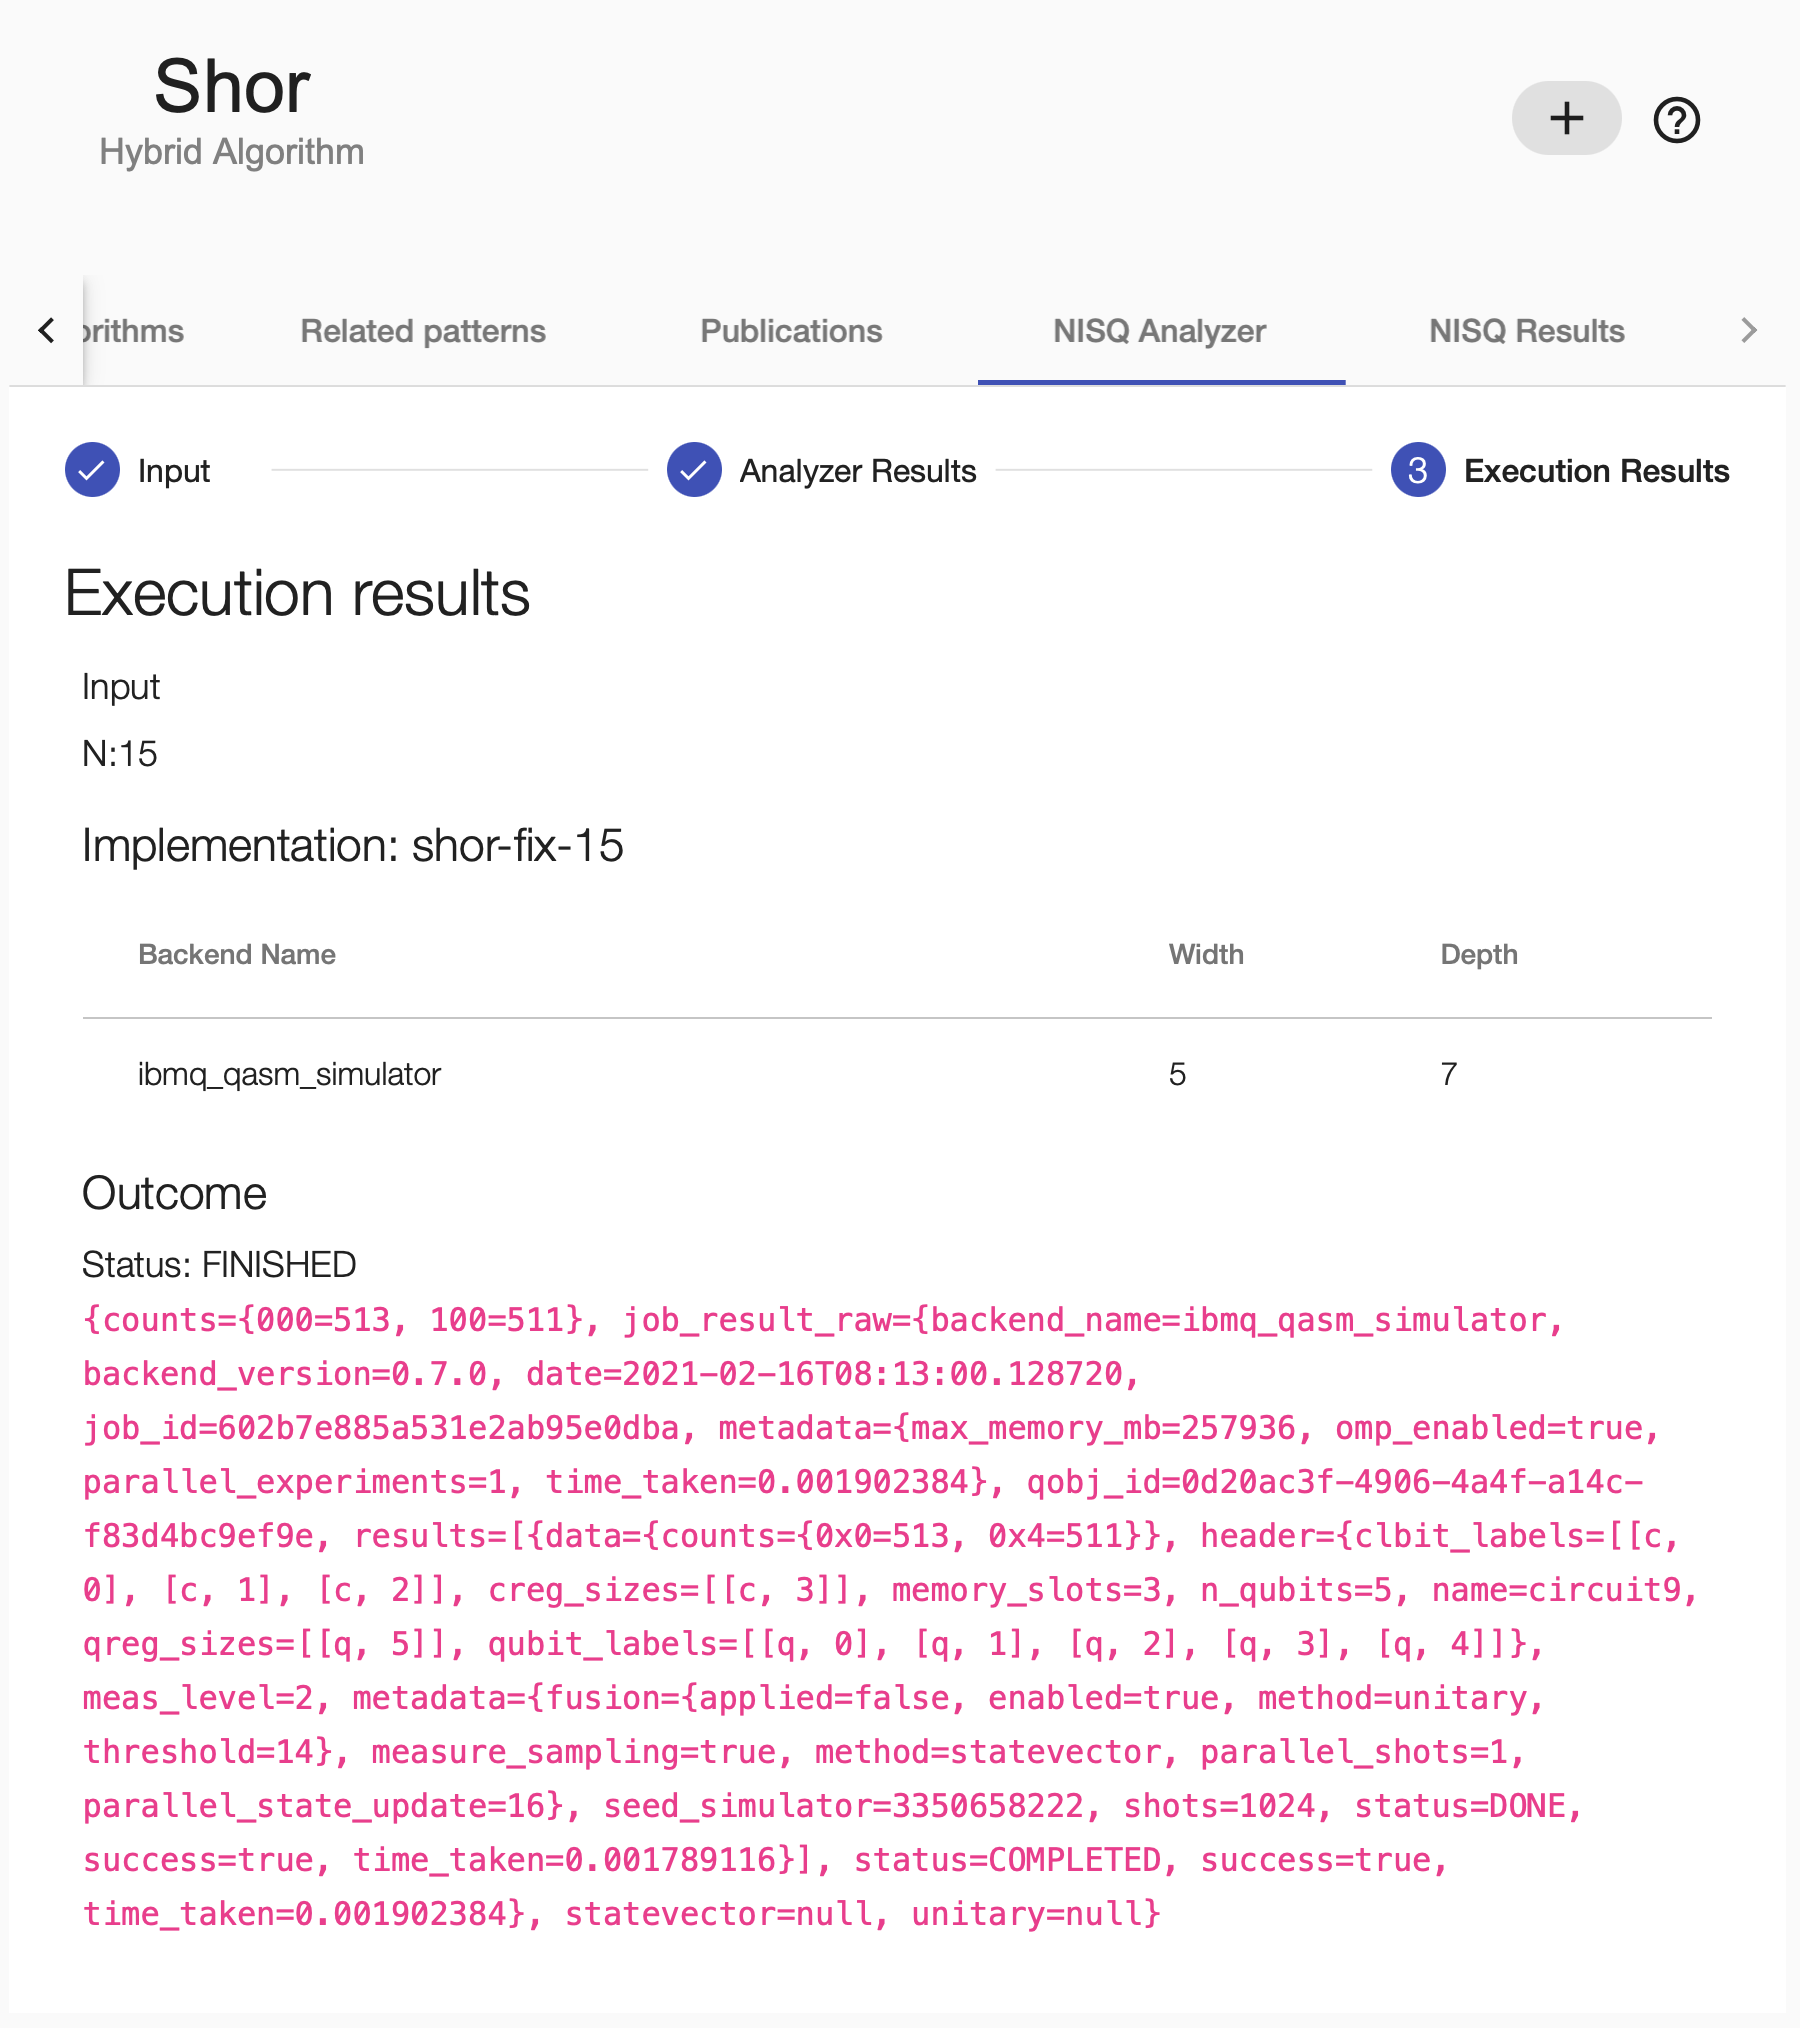 Shor
Hybrid Algorithm
orithms Related patterns Publications NISQ Analyzer NISQ Results
Input Analyzer Results 3 Execution Results
Execution results
Input
N:15
Implementation: shor-fix-15
Backend Name Width Depth
ibmq_qasm_simulator 5 7
Outcome
Status: FINISHED
{counts={000=513, 100=511}, job_result_raw={backend_name=ibmq_qasm_simulator,
backend_version=0.7.0, date=2021-02-16T08:13:00.128720,
job_id=602b7e885a531e2ab95e0dba, metadata={max_memory_mb=257936, omp_enabled=true,
parallel_experiments=1, time_taken=0.001902384}, qobj_id=0d20ac3f-4906-4a4f-a14c-
f83d4bc9ef9e, results=[{data={counts={0x0=513, 0x4=511}}, header={clbit_labels=[[c,
0], [c, 1], [c, 2]], creg_sizes=[[c, 3]], memory_slots=3, n_qubits=5, name=circuit9,
qreg_sizes=[[q, 5]], qubit_labels=[[q, 0], [q, 1], [q, 2], [q, 3], [q, 4]]},
meas_level=2, metadata={fusion={applied=false, enabled=true, method=unitary,
threshold=14}, measure_sampling=true, method=statevector, parallel_shots=1,
parallel_state_update=16}, seed_simulator=3350658222, shots=1024, status=DONE,
success=true, time_taken=0.001789116}], status=COMPLETED, success=true,
time_taken=0.001902384}, statevector=null, unitary=null}